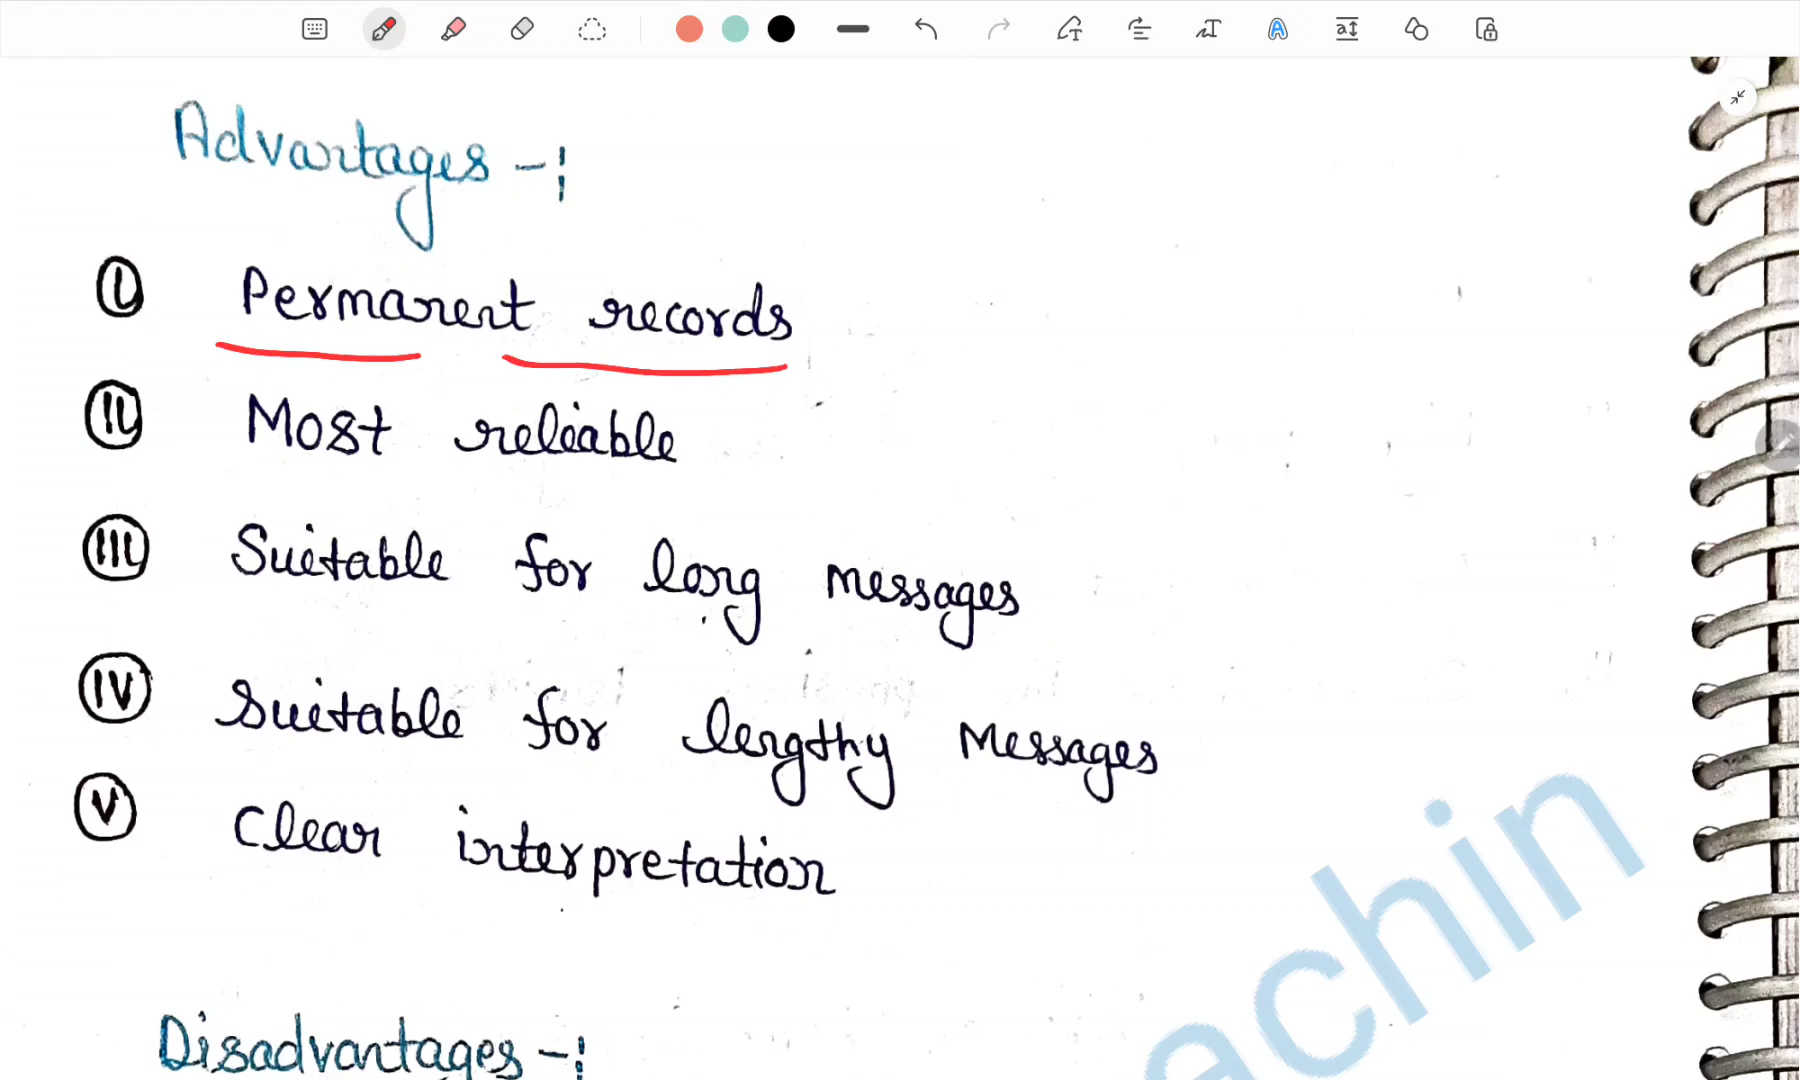 Advantages -:
I Permanent records
II Most reliable
III Suitable for long messages
IV Suitable for lengthy Messages
V Clear interpretation
Disadvantages -:
achin